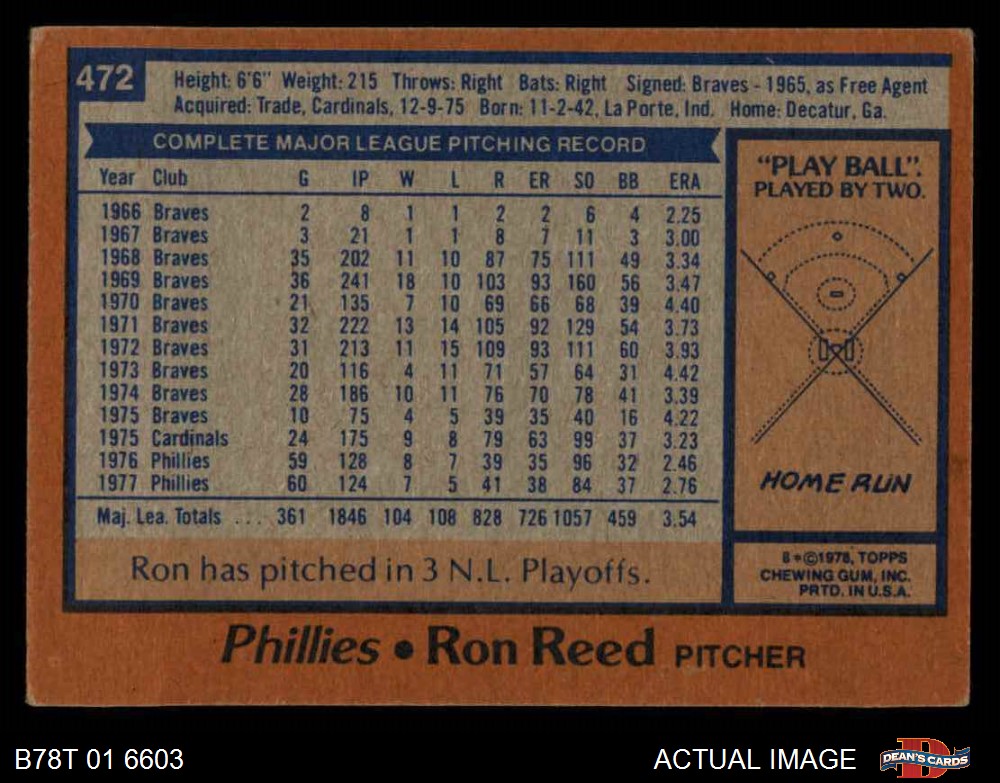 472
Height: 6'6" Weight: 215 Throws: Right Bats: Right Signed: Braves - 1965, as Free Agent
Acquired: Trade, Cardinals, 12-9-75 Born: 11-2-42, La Porte, Ind. Home: Decatur, Ga.
COMPLETE MAJOR LEAGUE PITCHING RECORD
Year Club G IP W L R ER SO BB ERA
1966 Braves 2 8 1 1 2 2 6 4 2.25
1967 Braves 3 21 1 1 8 7 11 3 3.00
1968 Braves 35 202 11 10 87 75 111 49 3.34
1969 Braves 36 241 18 10 103 93 160 56 3.47
1970 Braves 21 135 7 10 69 66 68 39 4.40
1971 Braves 32 222 13 14 105 92 129 54 3.73
1972 Braves 31 213 11 15 109 93 111 60 3.93
1973 Braves 20 116 4 11 71 57 64 31 4.42
1974 Braves 28 186 10 11 76 70 78 41 3.39
1975 Braves 10 75 4 5 39 35 40 16 4.22
1975 Cardinals 24 175 9 8 79 63 99 37 3.23
1976 Phillies 59 128 8 7 39 35 96 32 2.46
1977 Phillies 60 124 7 5 41 38 84 37 2.76
Maj. Lea. Totals ... 361 1846 104 108 828 726 1057 459 3.54
Ron has pitched in 3 N.L. Playoffs.
"PLAY BALL":
PLAYED BY TWO.
HOME RUN
8*©1978, TOPPS
CHEWING GUM, INC.
PRTD. IN U.S.A.
Phillies • Ron Reed PITCHER
B78T 01 6603
ACTUAL IMAGE
DEAN'S CARDS